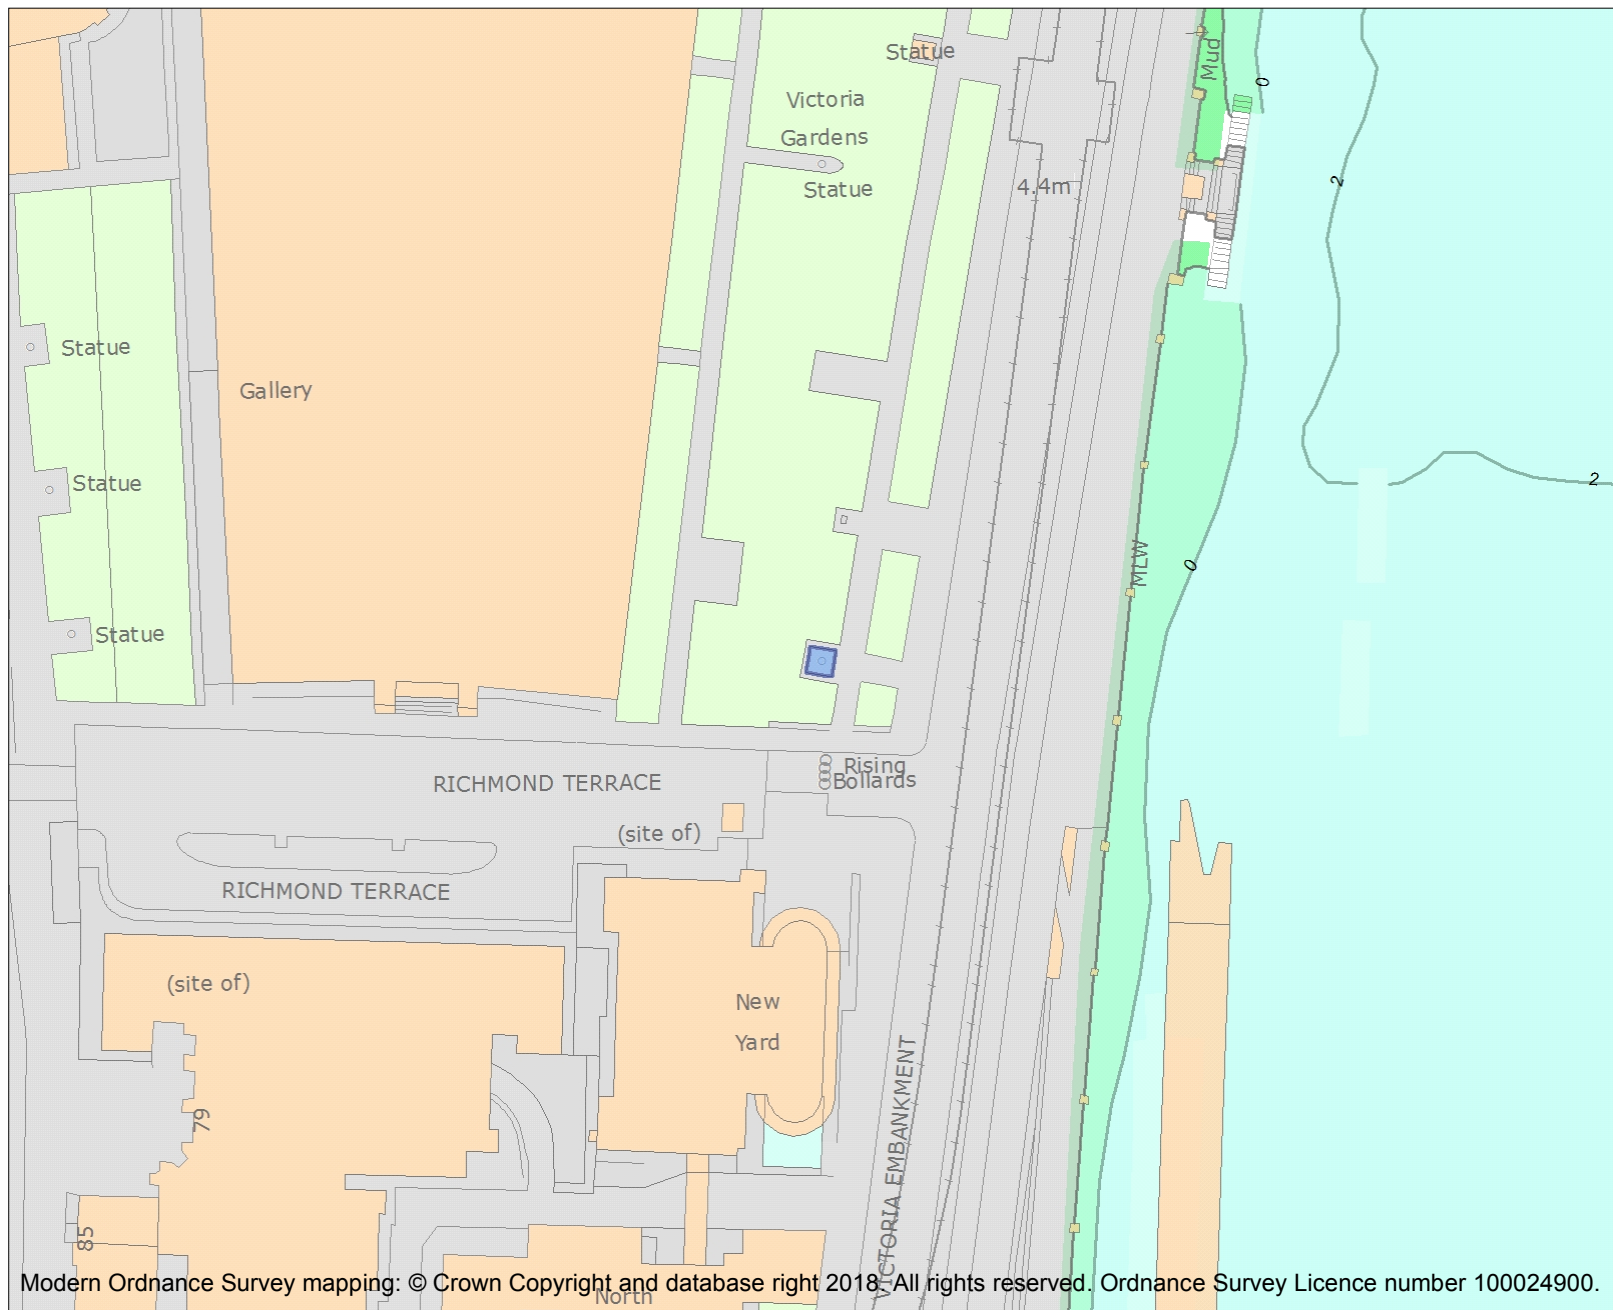 Statue
Mud
0
Victoria
Gardens
Statue
4.4m
2
Statue
Gallery
Statue
2
MLW
0
Statue
Rising
Bollards
RICHMOND TERRACE
(site of)
RICHMOND TERRACE
(site of)
New
Yard
79
VICTORIA EMBANKMENT
85
North
Modern Ordnance Survey mapping: © Crown Copyright and database right 2018. All rights reserved. Ordnance Survey Licence number 100024900.